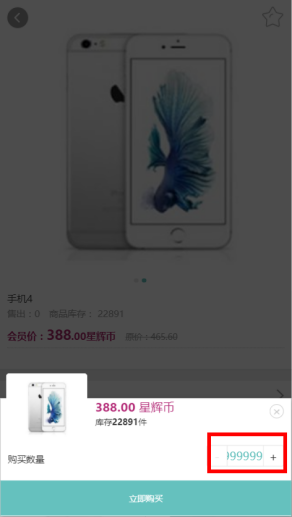 手机4
卖出：0 商品库存： 22891
会员价：388.00星辉币 原价：465.60
388.00 星辉币
库存22891件
购买数量 999999 +
立即购买